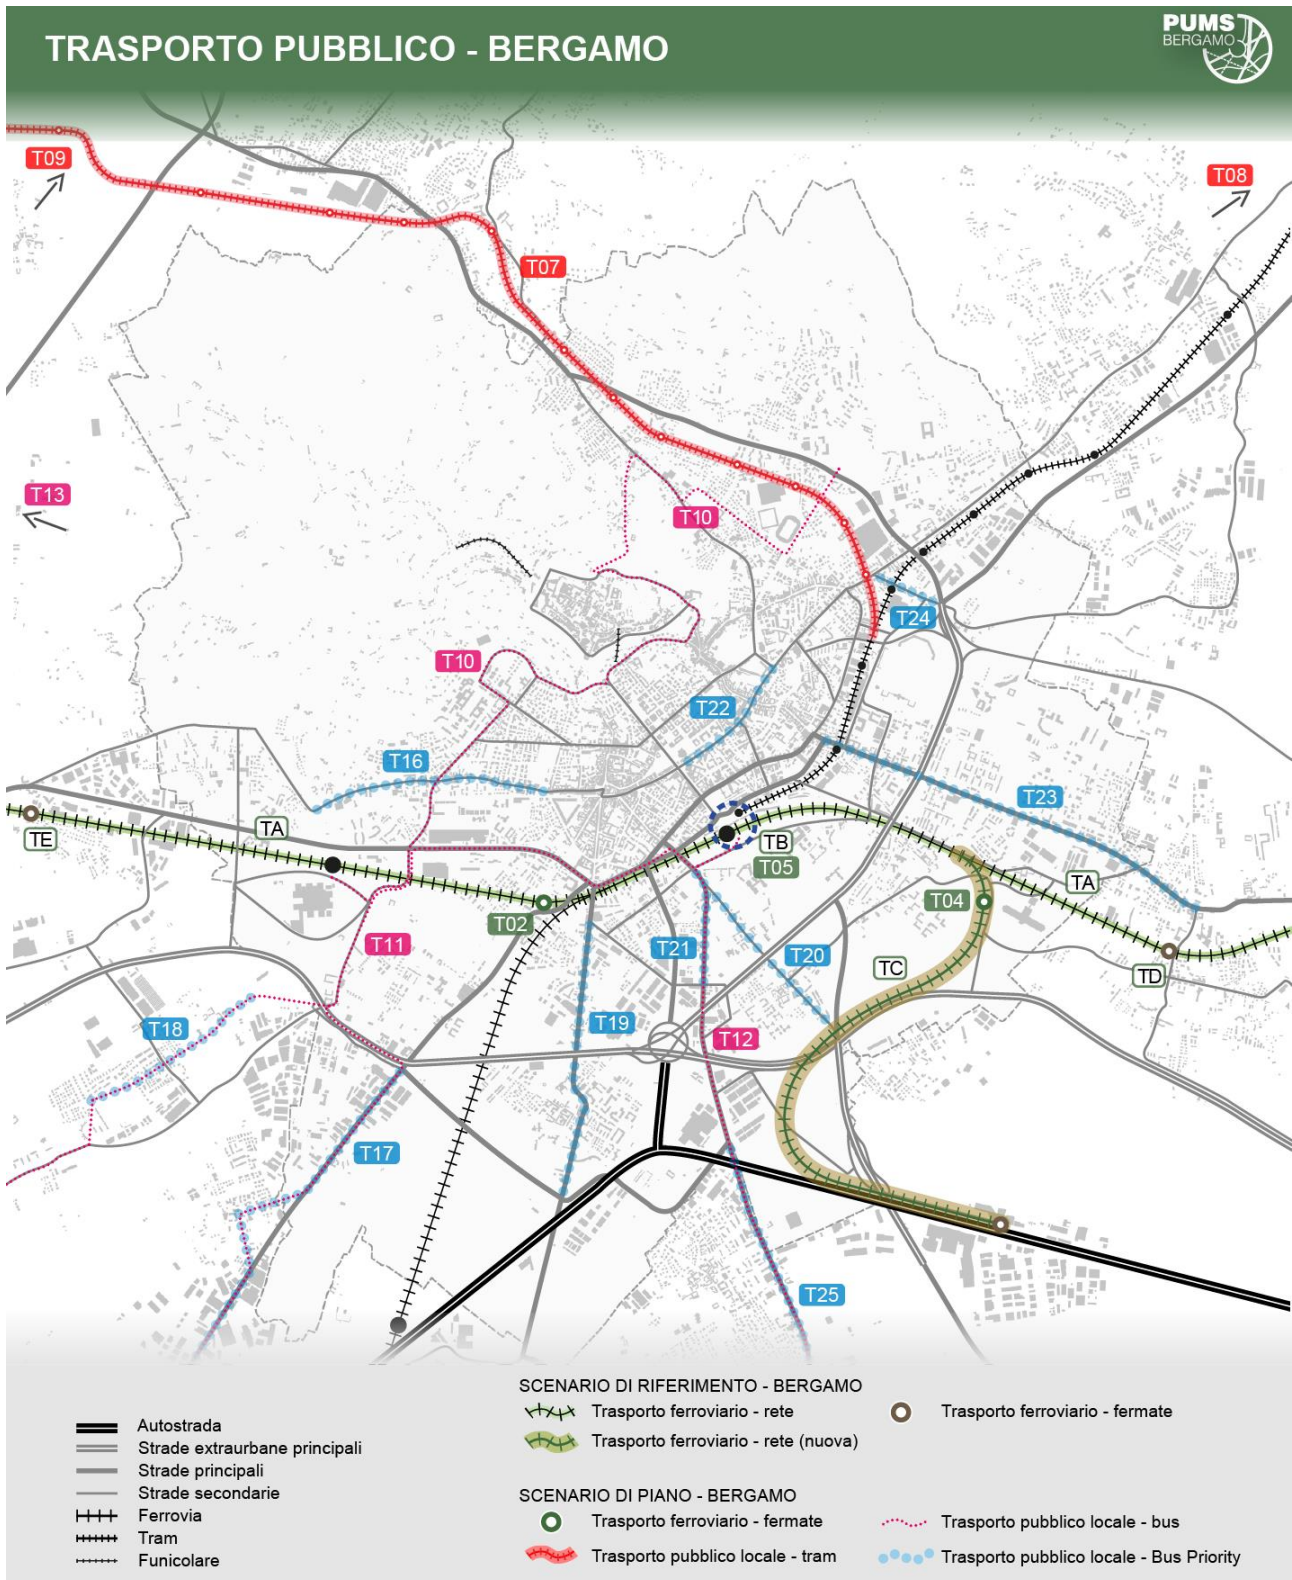 TRASPORTO PUBBLICO - BERGAMO
PUMS
BERGAMO
T09
T08
T07
T13
T10
T24
T10
T22
T16
T23
TE
TA
TB
T05
TA
T04
T02
T11
T21
T20
TC
TD
T18
T19
T12
T17
T25
Autostrada
Strade extraurbane principali
Strade principali
Strade secondarie
Ferrovia
Tram
Funicolare
SCENARIO DI RIFERIMENTO - BERGAMO
Trasporto ferroviario - rete
Trasporto ferroviario - fermate
Trasporto ferroviario - rete (nuova)
SCENARIO DI PIANO - BERGAMO
Trasporto ferroviario - fermate
Trasporto pubblico locale - bus
Trasporto pubblico locale - tram
Trasporto pubblico locale - Bus Priority